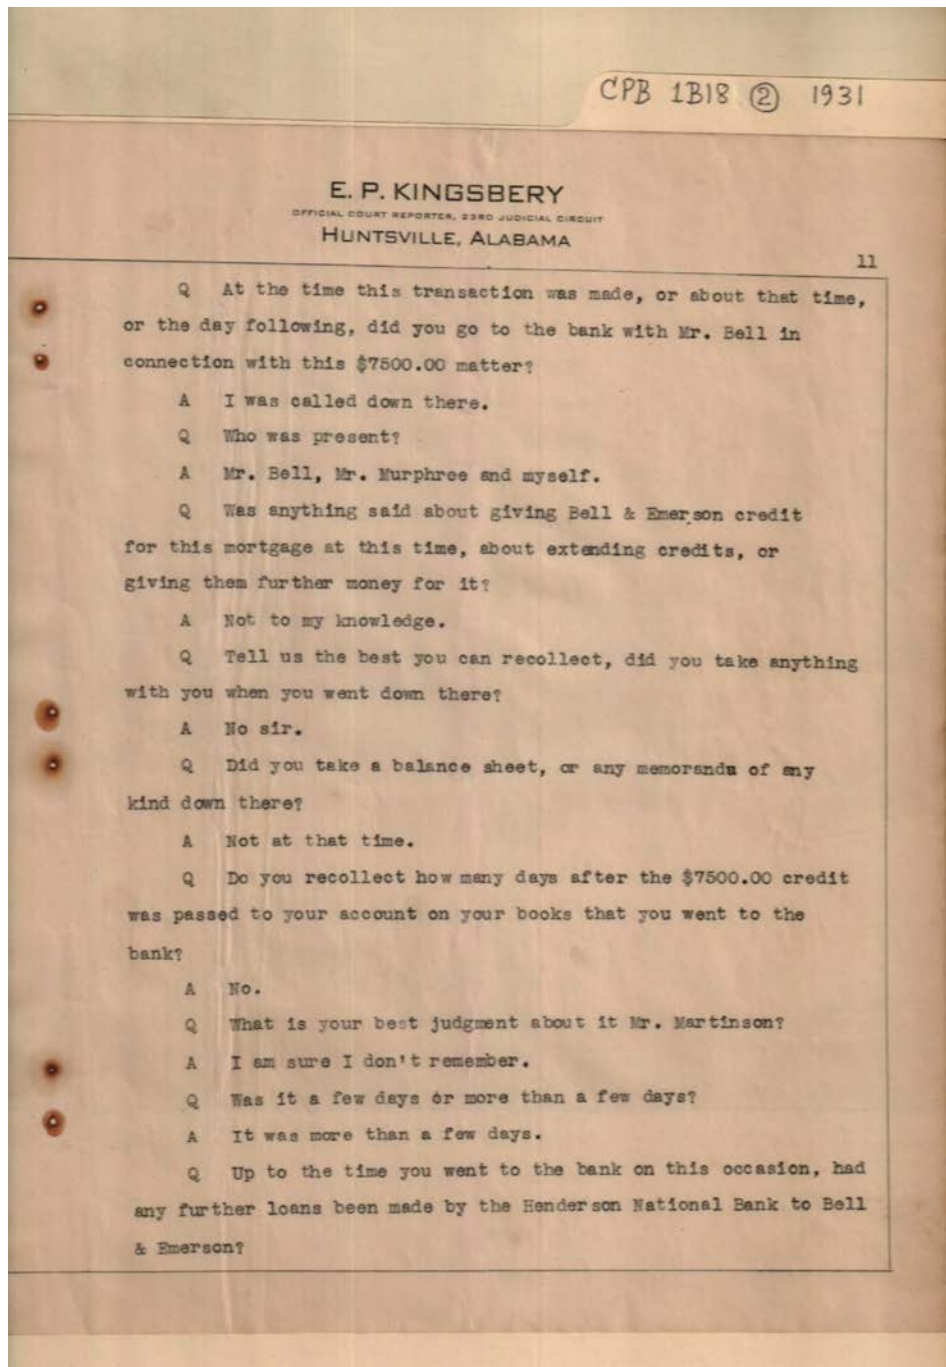 CPB 1B18 ② 1931
E. P. KINGSBERY
OFFICIAL COURT REPORTER, 23RD JUDICIAL CIRCUIT
HUNTSVILLE, ALABAMA
11
Q At the time this transaction was made, or about that time,
or the day following, did you go to the bank with Mr. Bell in
connection with this $7500.00 matter?
A I was called down there.
Q Who was present?
A Mr. Bell, Mr. Murphree and myself.
Q Was anything said about giving Bell & Emerson credit
for this mortgage at this time, about extending credits, or
giving them further money for it?
A Not to my knowledge.
Q Tell us the best you can recollect, did you take anything
with you when you went down there?
A No sir.
Q Did you take a balance sheet, or any memoranda of any
kind down there?
A Not at that time.
Q Do you recollect how many days after the $7500.00 credit
was passed to your account on your books that you went to the
bank?
A No.
Q What is your best judgment about it Mr. Martinson?
A I am sure I don't remember.
Q Was it a few days or more than a few days?
A It was more than a few days.
Q Up to the time you went to the bank on this occasion, had
any further loans been made by the Henderson National Bank to Bell
& Emerson?